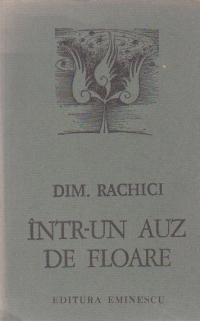 DIM. RACHICI
ÎNTR-UN AUZ
DE FLOARE
EDITURA EMINESCU